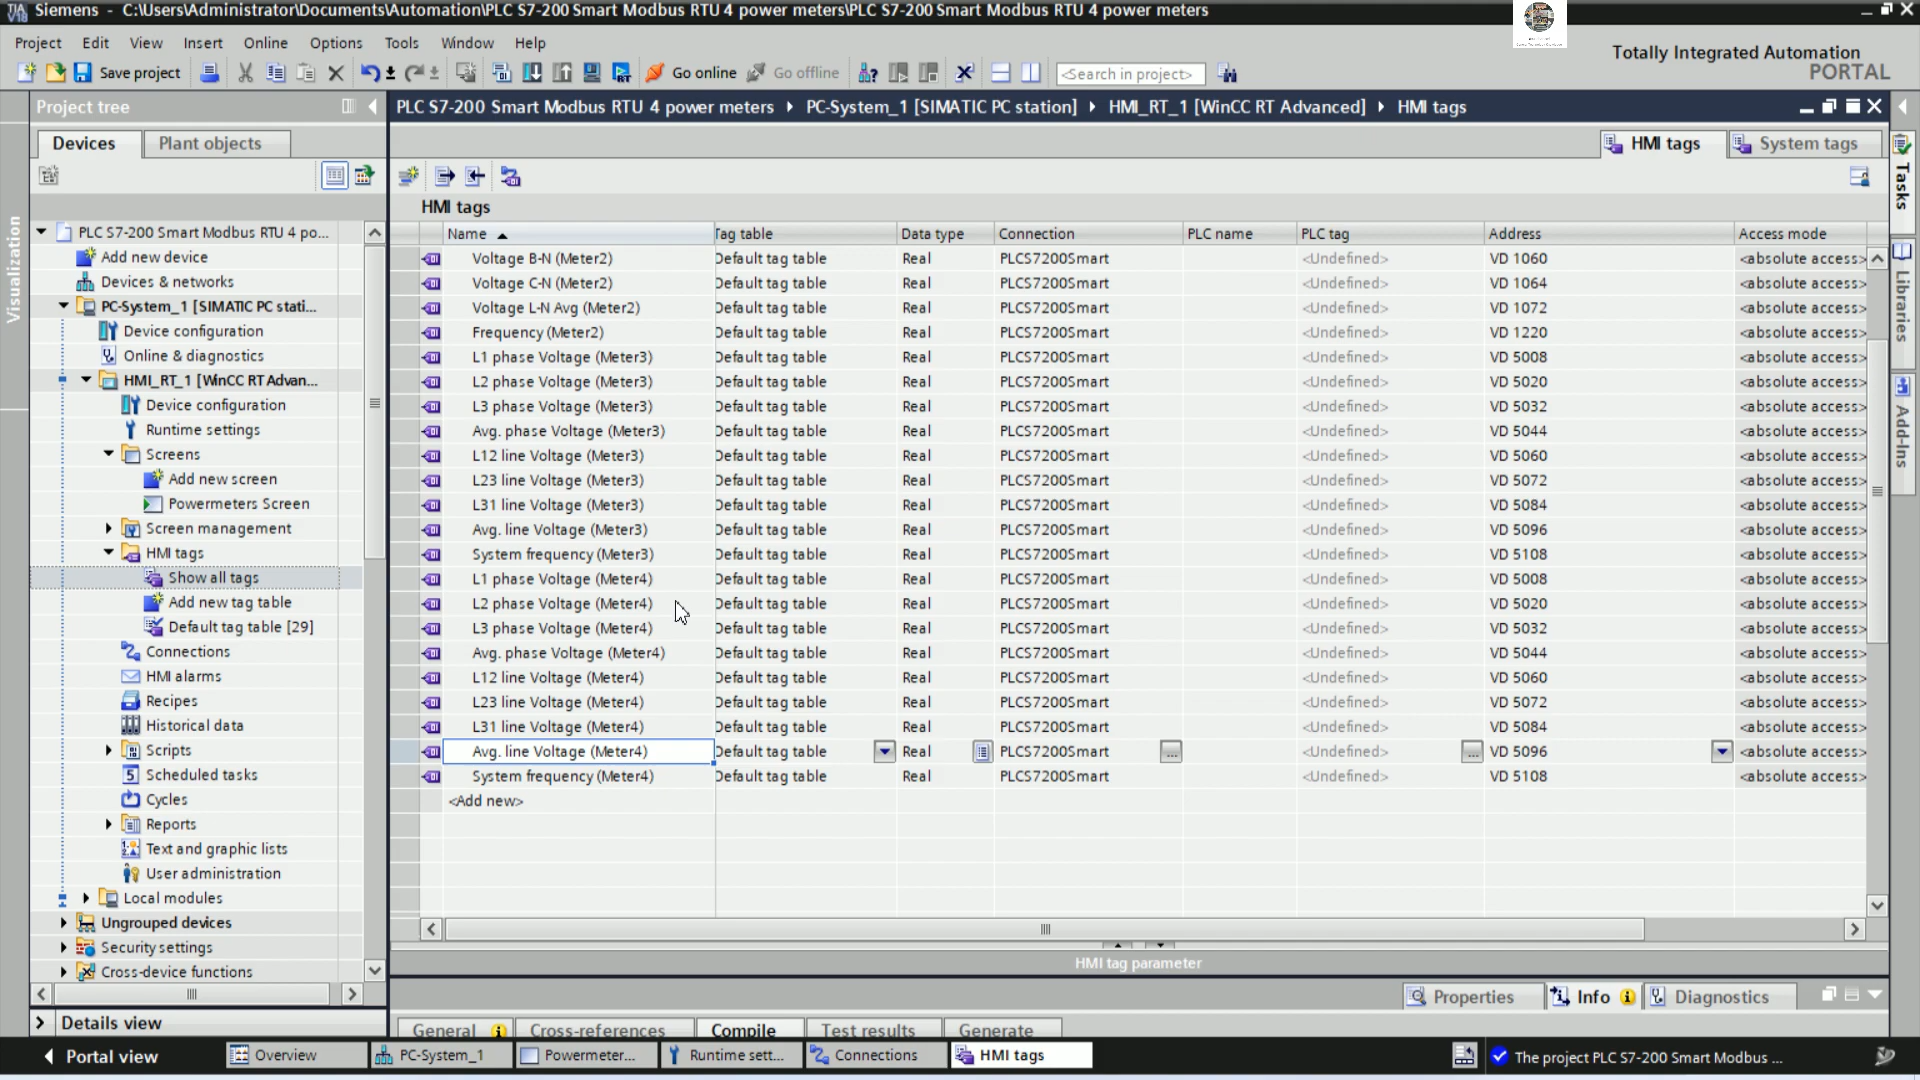 Siemens - C:\Users\Administrator\Documents\Automation\PLC S7-200 Smart Modbus RTU 4 power meters\PLC S7-200 Smart Modbus RTU 4 power meters
Project Edit View Insert Online Options Tools Window Help
Totally Integrated Automation
PORTAL
Save project Go online Go offline <Search in project>
Project tree
PLC S7-200 Smart Modbus RTU 4 power meters PC-System_1 [SIMATIC PC station] HMI_RT_1 [WinCC RT Advanced] HMI tags
Devices Plant objects
HMI tags System tags
HMI tags
Name Tag table Data type Connection PLC name PLC tag Address Access mode
Voltage B-N (Meter2) Default tag table Real PLCS7200Smart <Undefined> VD 1060 <absolute access>
Voltage C-N (Meter2) Default tag table Real PLCS7200Smart <Undefined> VD 1064 <absolute access>
Voltage L-N Avg (Meter2) Default tag table Real PLCS7200Smart <Undefined> VD 1072 <absolute access>
Frequency (Meter2) Default tag table Real PLCS7200Smart <Undefined> VD 1220 <absolute access>
L1 phase Voltage (Meter3) Default tag table Real PLCS7200Smart <Undefined> VD 5008 <absolute access>
L2 phase Voltage (Meter3) Default tag table Real PLCS7200Smart <Undefined> VD 5020 <absolute access>
L3 phase Voltage (Meter3) Default tag table Real PLCS7200Smart <Undefined> VD 5032 <absolute access>
Avg. phase Voltage (Meter3) Default tag table Real PLCS7200Smart <Undefined> VD 5044 <absolute access>
L12 line Voltage (Meter3) Default tag table Real PLCS7200Smart <Undefined> VD 5060 <absolute access>
L23 line Voltage (Meter3) Default tag table Real PLCS7200Smart <Undefined> VD 5072 <absolute access>
L31 line Voltage (Meter3) Default tag table Real PLCS7200Smart <Undefined> VD 5084 <absolute access>
Avg. line Voltage (Meter3) Default tag table Real PLCS7200Smart <Undefined> VD 5096 <absolute access>
System frequency (Meter3) Default tag table Real PLCS7200Smart <Undefined> VD 5108 <absolute access>
L1 phase Voltage (Meter4) Default tag table Real PLCS7200Smart <Undefined> VD 5008 <absolute access>
L2 phase Voltage (Meter4) Default tag table Real PLCS7200Smart <Undefined> VD 5020 <absolute access>
L3 phase Voltage (Meter4) Default tag table Real PLCS7200Smart <Undefined> VD 5032 <absolute access>
Avg. phase Voltage (Meter4) Default tag table Real PLCS7200Smart <Undefined> VD 5044 <absolute access>
L12 line Voltage (Meter4) Default tag table Real PLCS7200Smart <Undefined> VD 5060 <absolute access>
L23 line Voltage (Meter4) Default tag table Real PLCS7200Smart <Undefined> VD 5072 <absolute access>
L31 line Voltage (Meter4) Default tag table Real PLCS7200Smart <Undefined> VD 5084 <absolute access>
Avg. line Voltage (Meter4) Default tag table Real PLCS7200Smart ... <Undefined> ... VD 5096 <absolute access>
System frequency (Meter4) Default tag table Real PLCS7200Smart <Undefined> VD 5108 <absolute access>
<Add new>
PLC S7-200 Smart Modbus RTU 4 po...
Add new device
Devices & networks
PC-System_1 [SIMATIC PC stati...
Device configuration
Online & diagnostics
HMI_RT_1 [WinCC RT Advan...
Device configuration
Runtime settings
Screens
Add new screen
Powermeters Screen
Screen management
HMI tags
Show all tags
Add new tag table
Default tag table [29]
Connections
HMI alarms
Recipes
Historical data
Scripts
Scheduled tasks
Cycles
Reports
Text and graphic lists
User administration
Local modules
Ungrouped devices
Security settings
Cross-device functions
Details view
Visualization
Tasks
Libraries
Add-Ins
HMI tag parameter
Properties Info Diagnostics
General Cross-references Compile Test results Generate
Portal view Overview PC-System_1 Powermeter... Runtime sett... Connections HMI tags The project PLC S7-200 Smart Modbus ...